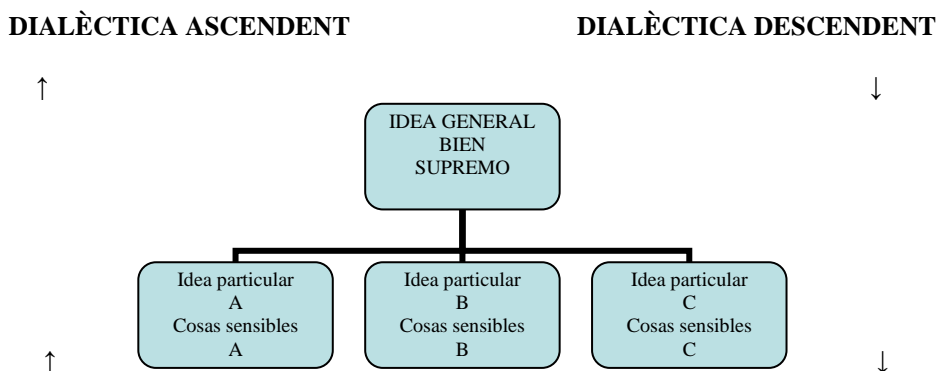 DIALÈCTICA ASCENDENT DIALÈCTICA DESCENDENT
↑ ↓
IDEA GENERAL
BIEN
SUPREMO
Idea particular
A
Cosas sensibles
A
Idea particular
B
Cosas sensibles
B
Idea particular
C
Cosas sensibles
C
↑ ↓